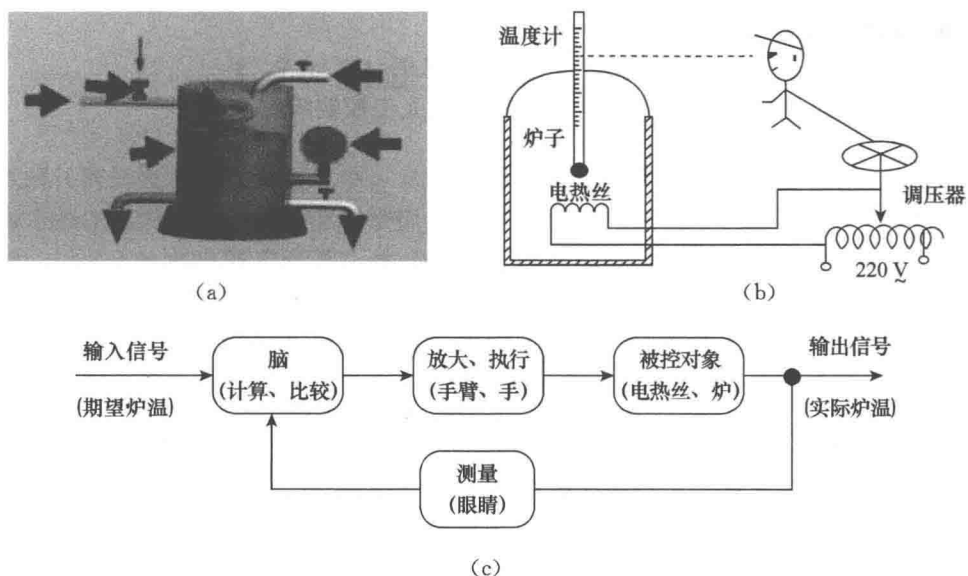 温度计
炉子
电热丝
调压器
220 V
~
(a)
(b)
输入信号
(期望炉温)
脑
(计算、比较)
放大、执行
(手臂、手)
被控对象
(电热丝、炉)
输出信号
(实际炉温)
测量
(眼睛)
(c)